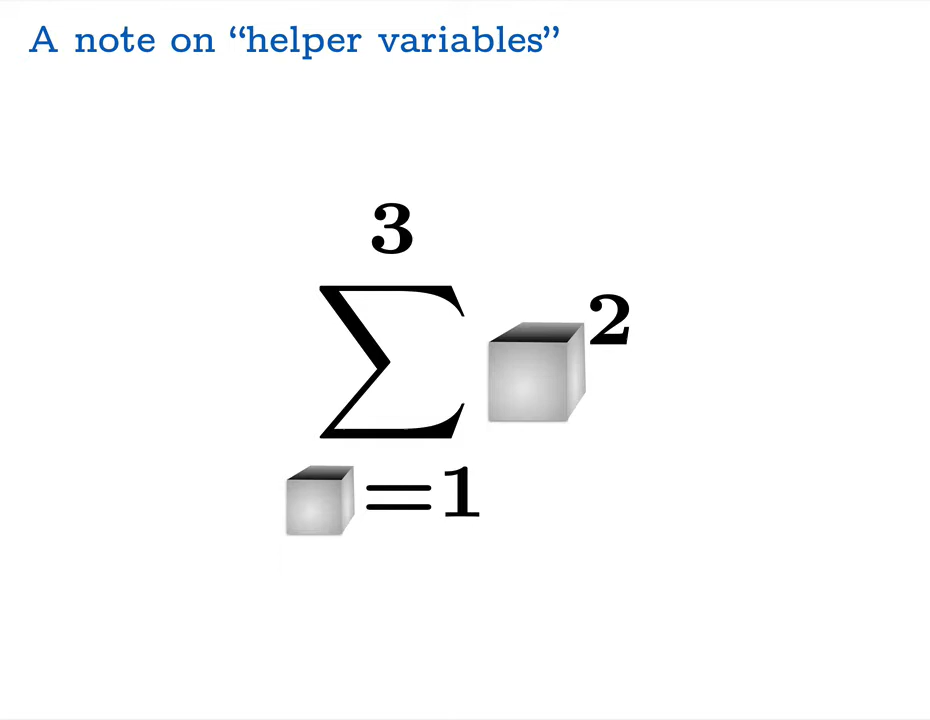 A note on “helper variables”
3
∑ 2
=1